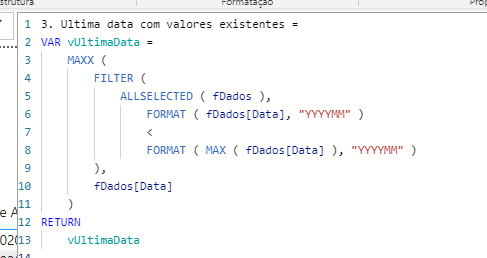 strutura
Formatação
Prop
1 3. Ultima data com valores existentes =
2 VAR vUltimaData =
3 MAXX (
4 FILTER (
5 ALLSELECTED ( fDados ),
6 FORMAT ( fDados[Data], "YYYYMM" )
7 <
8 FORMAT ( MAX ( fDados[Data] ), "YYYYMM" )
9 ),
10 fDados[Data]
11 )
e A
12 RETURN
020
13 vUltimaData
14